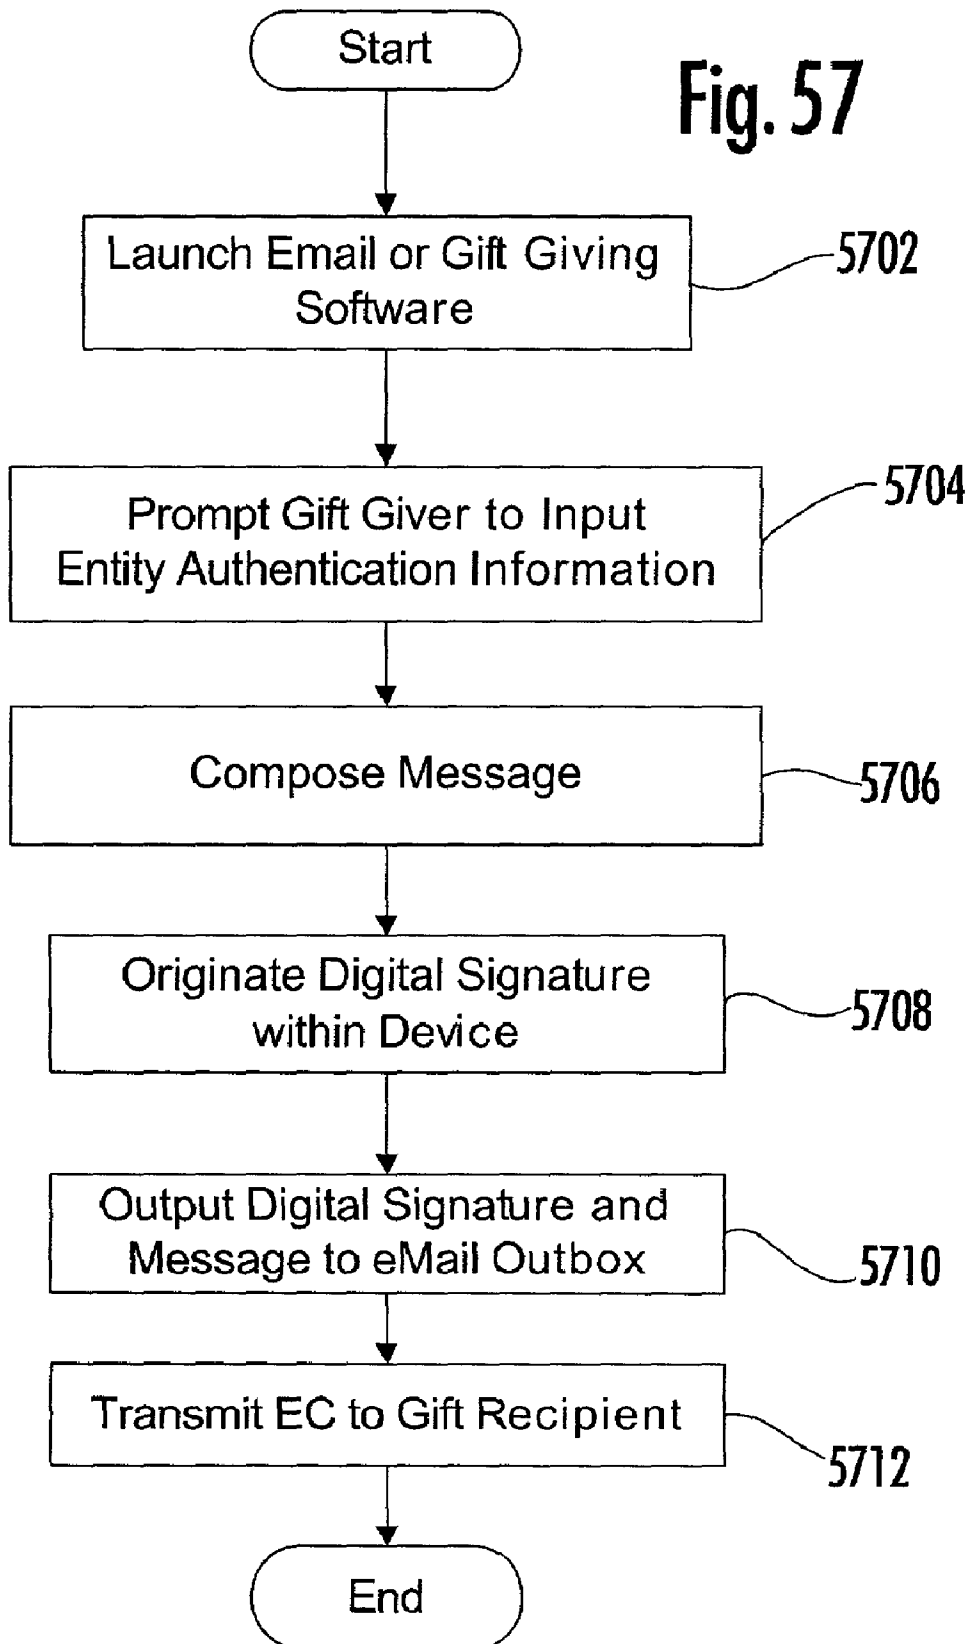 Start
Fig. 57
Launch Email or Gift Giving
Software
5702
Prompt Gift Giver to Input
Entity Authentication Information
5704
Compose Message
5706
Originate Digital Signature
within Device
5708
Output Digital Signature and
Message to eMail Outbox
5710
Transmit EC to Gift Recipient
5712
End